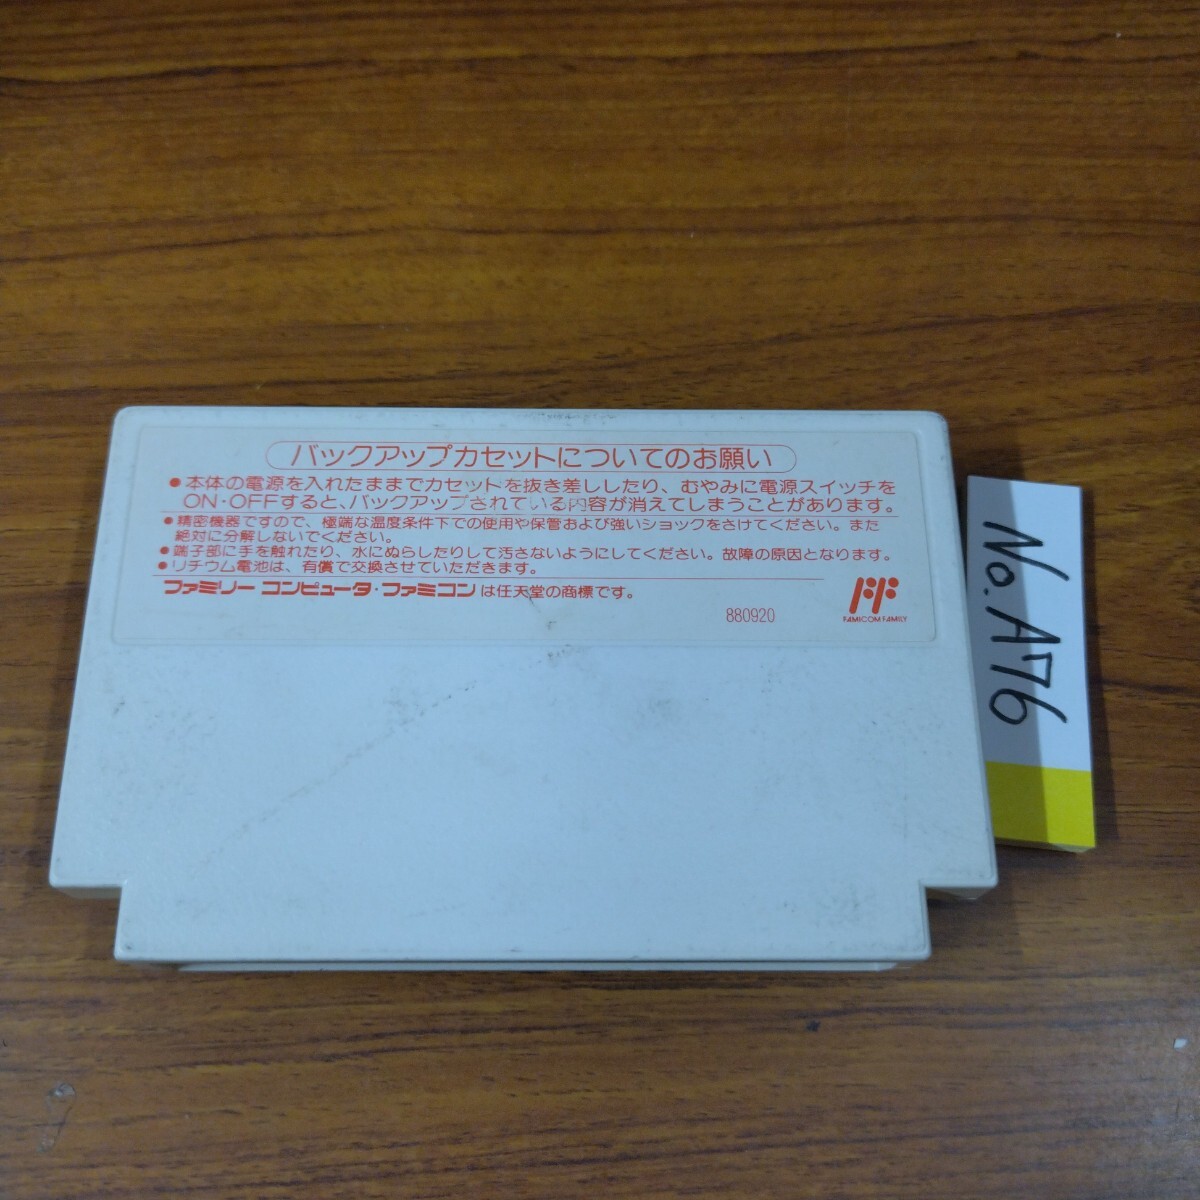 バックアップカセットについてのお願い
●本体の電源を入れたままでカセットを抜き差ししたり、むやみに電源スイッチを
ON・OFFすると、バックアップされている内容が消えてしまうことがあります。
●精密機器ですので、極端な温度条件下での使用や保管および強いショックをさけてください。また
絶対に分解しないでください。
●端子部に手を触れたり、水にぬらしたりして汚さないようにしてください。故障の原因となります。
●リチウム電池は、有償で交換させていただきます。
ファミリーコンピュータ・ファミコンは任天堂の商標です。
880920
FAMICOM FAMILY
No.A76